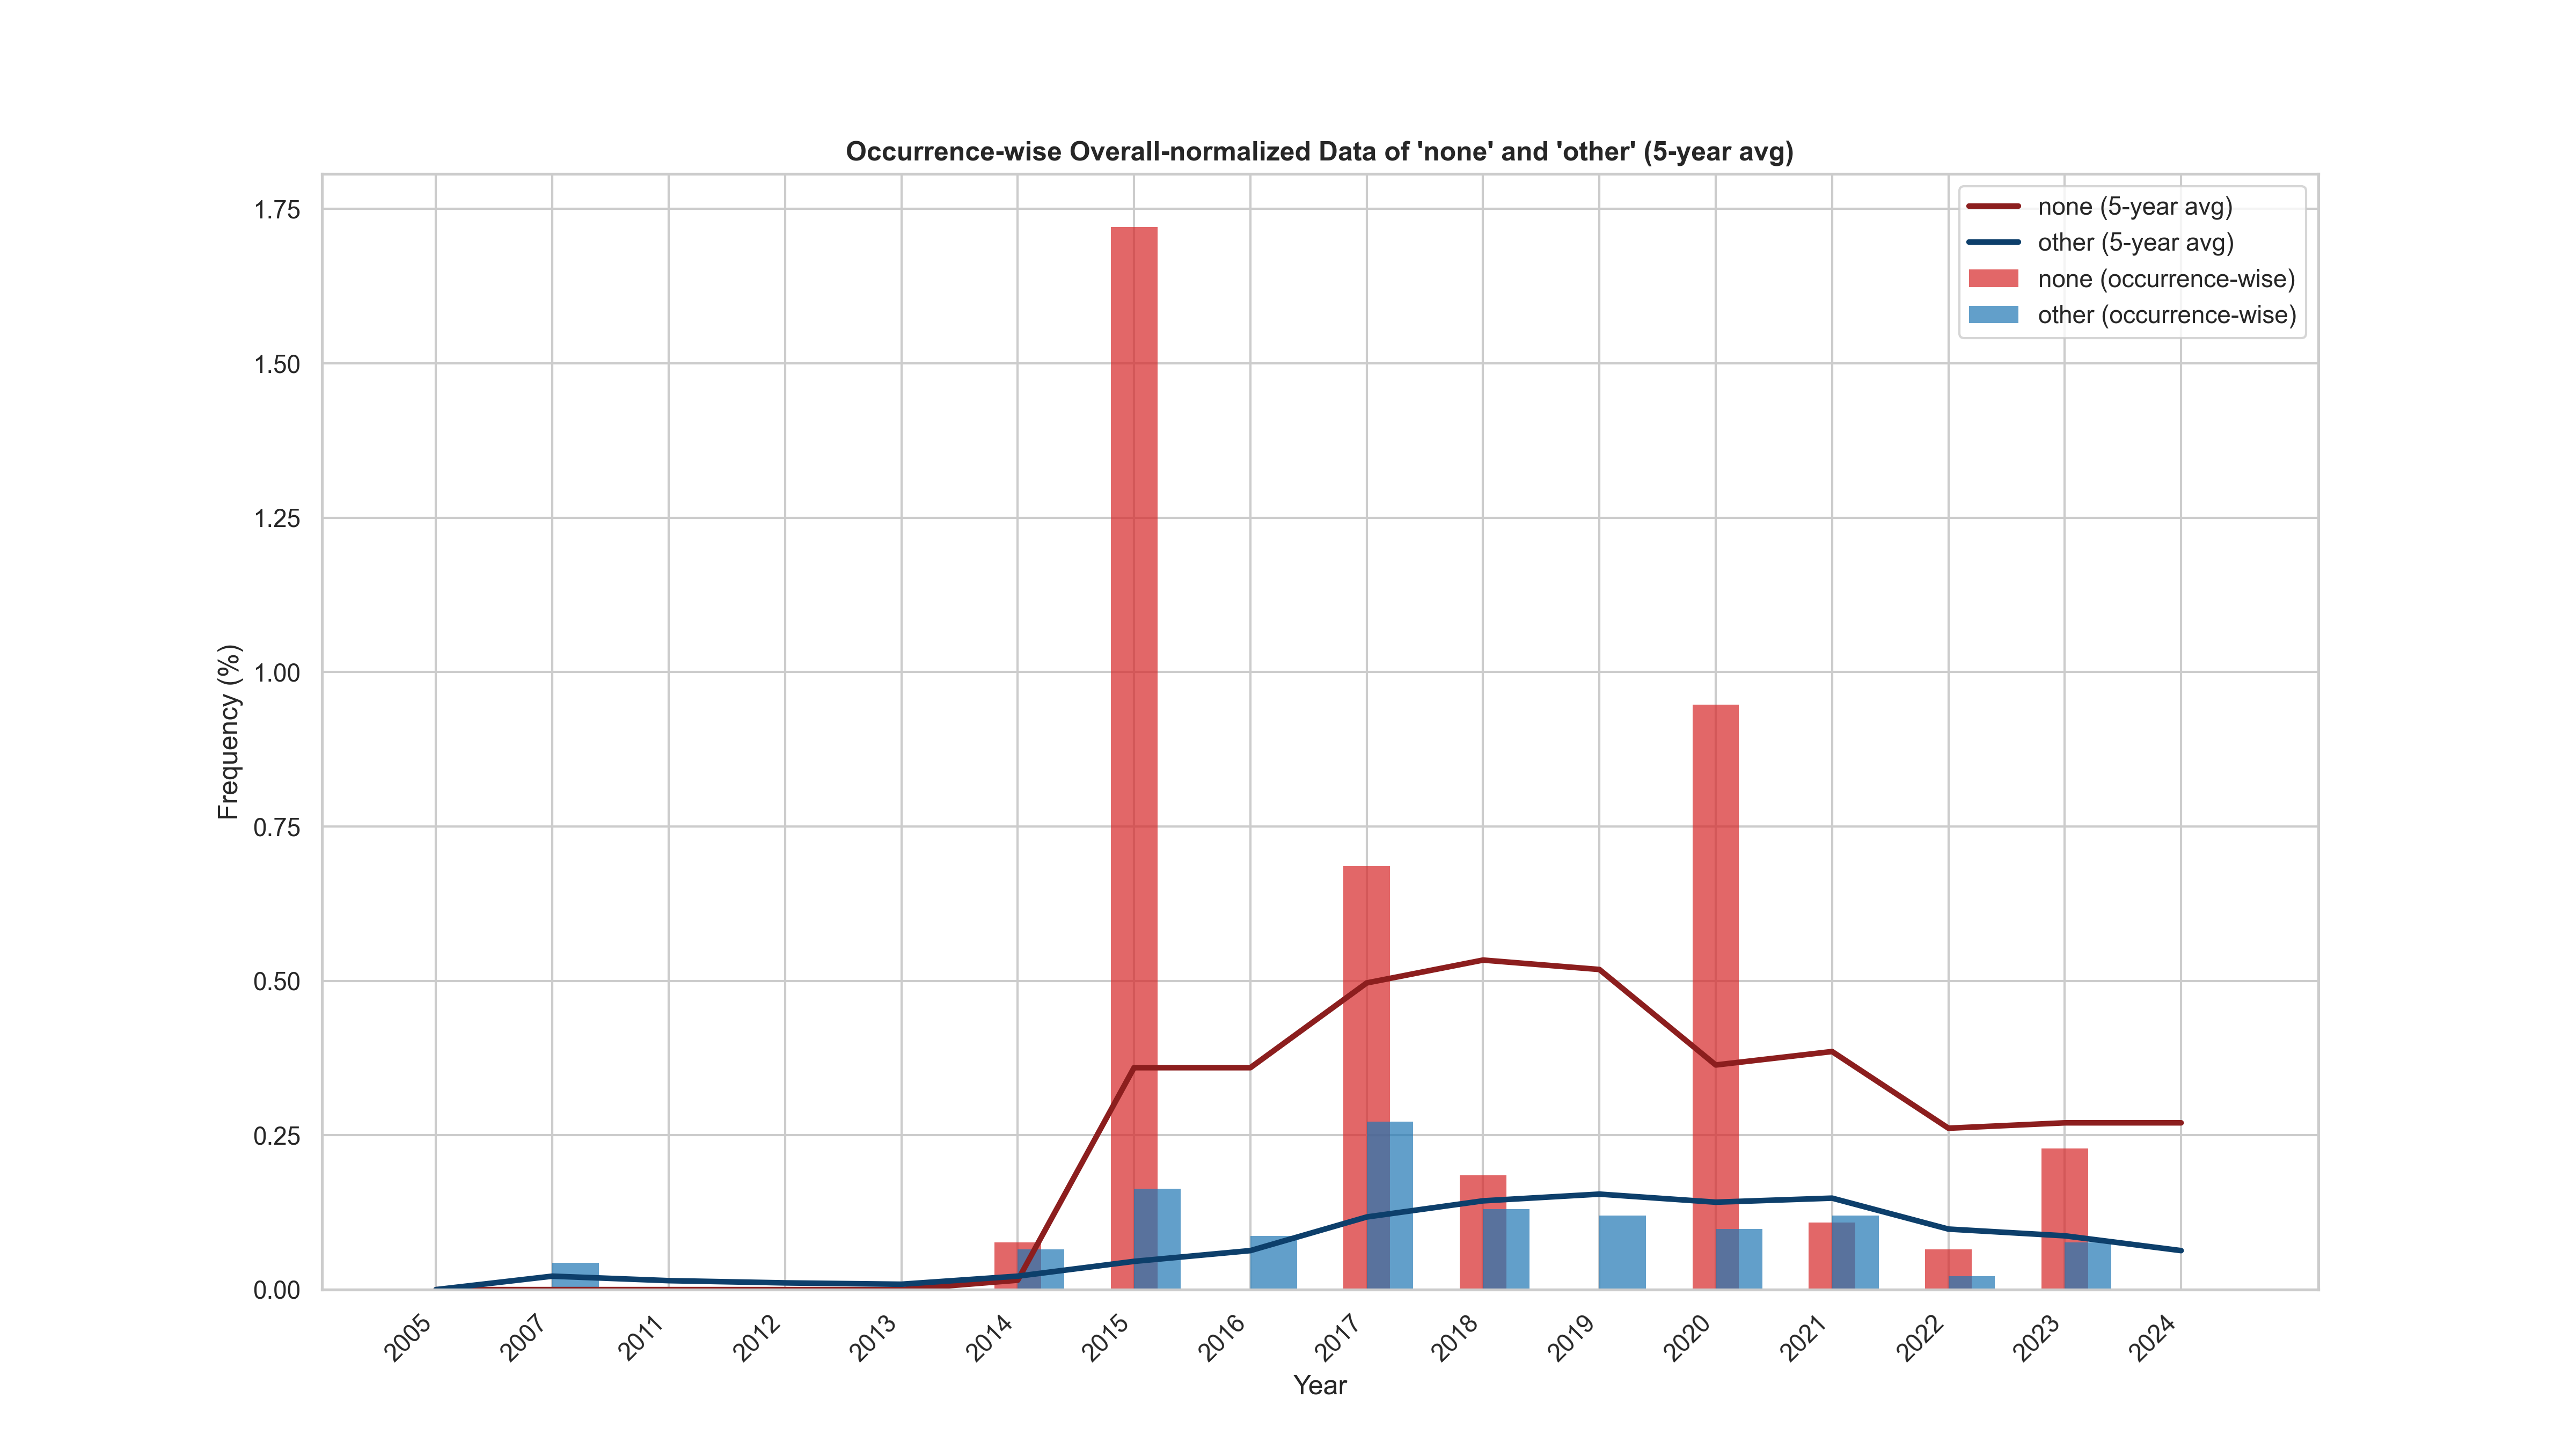 Occurrence-wise Overall-normalized Data of 'none' and 'other' (5-year avg)
none (5-year avg)
other (5-year avg)
none (occurrence-wise)
other (occurrence-wise)
Frequency (%)
1.75
1.50
1.25
1.00
0.75
0.50
0.25
0.00
2005 2007 2011 2012 2013 2014 2015 2016 2017 2018 2019 2020 2021 2022 2023 2024
Year